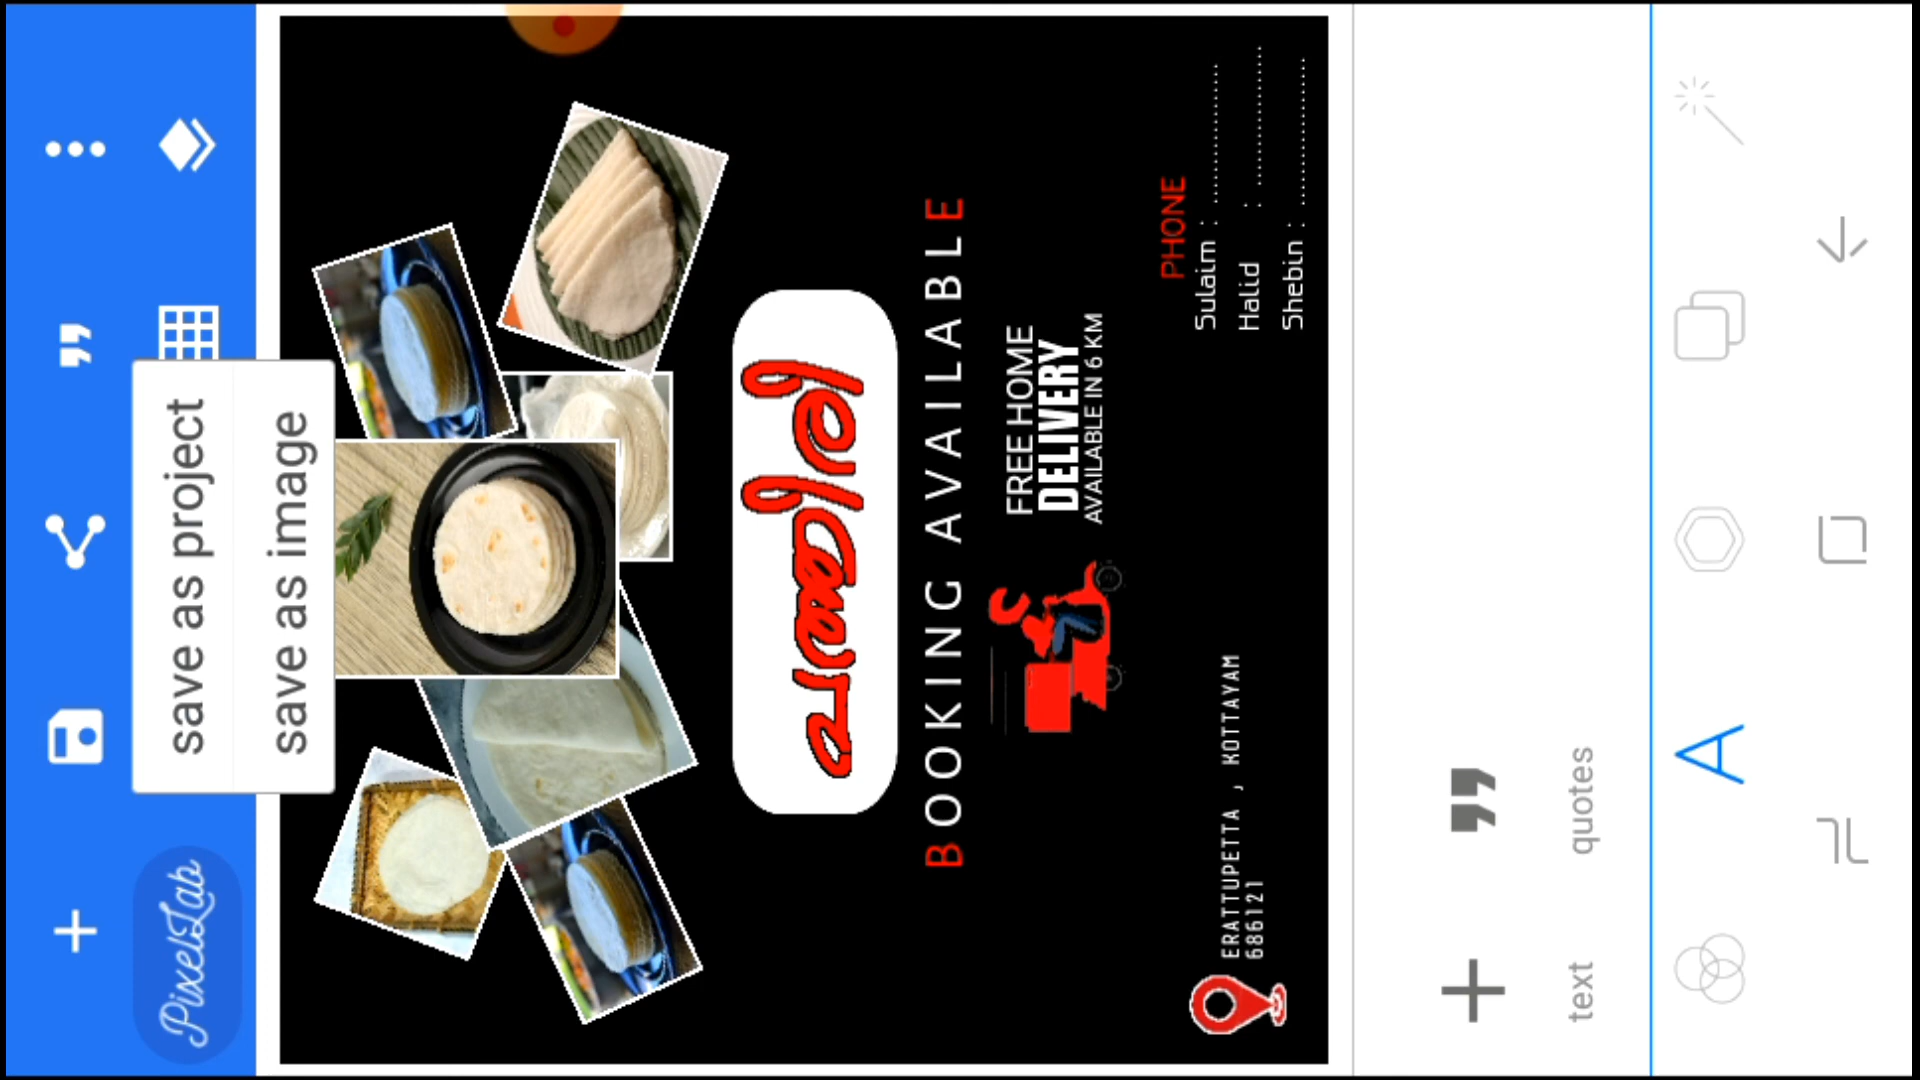 PixelLab
save as project
save as image
BOOKING AVAILABLE
FREE HOME
DELIVERY
AVAILABLE IN 6 KM
PHONE
Sulaim : ....................
Halid : ....................
Shebin : ....................
ERATTUPETTA , KOTTAYAM
686121
text quotes